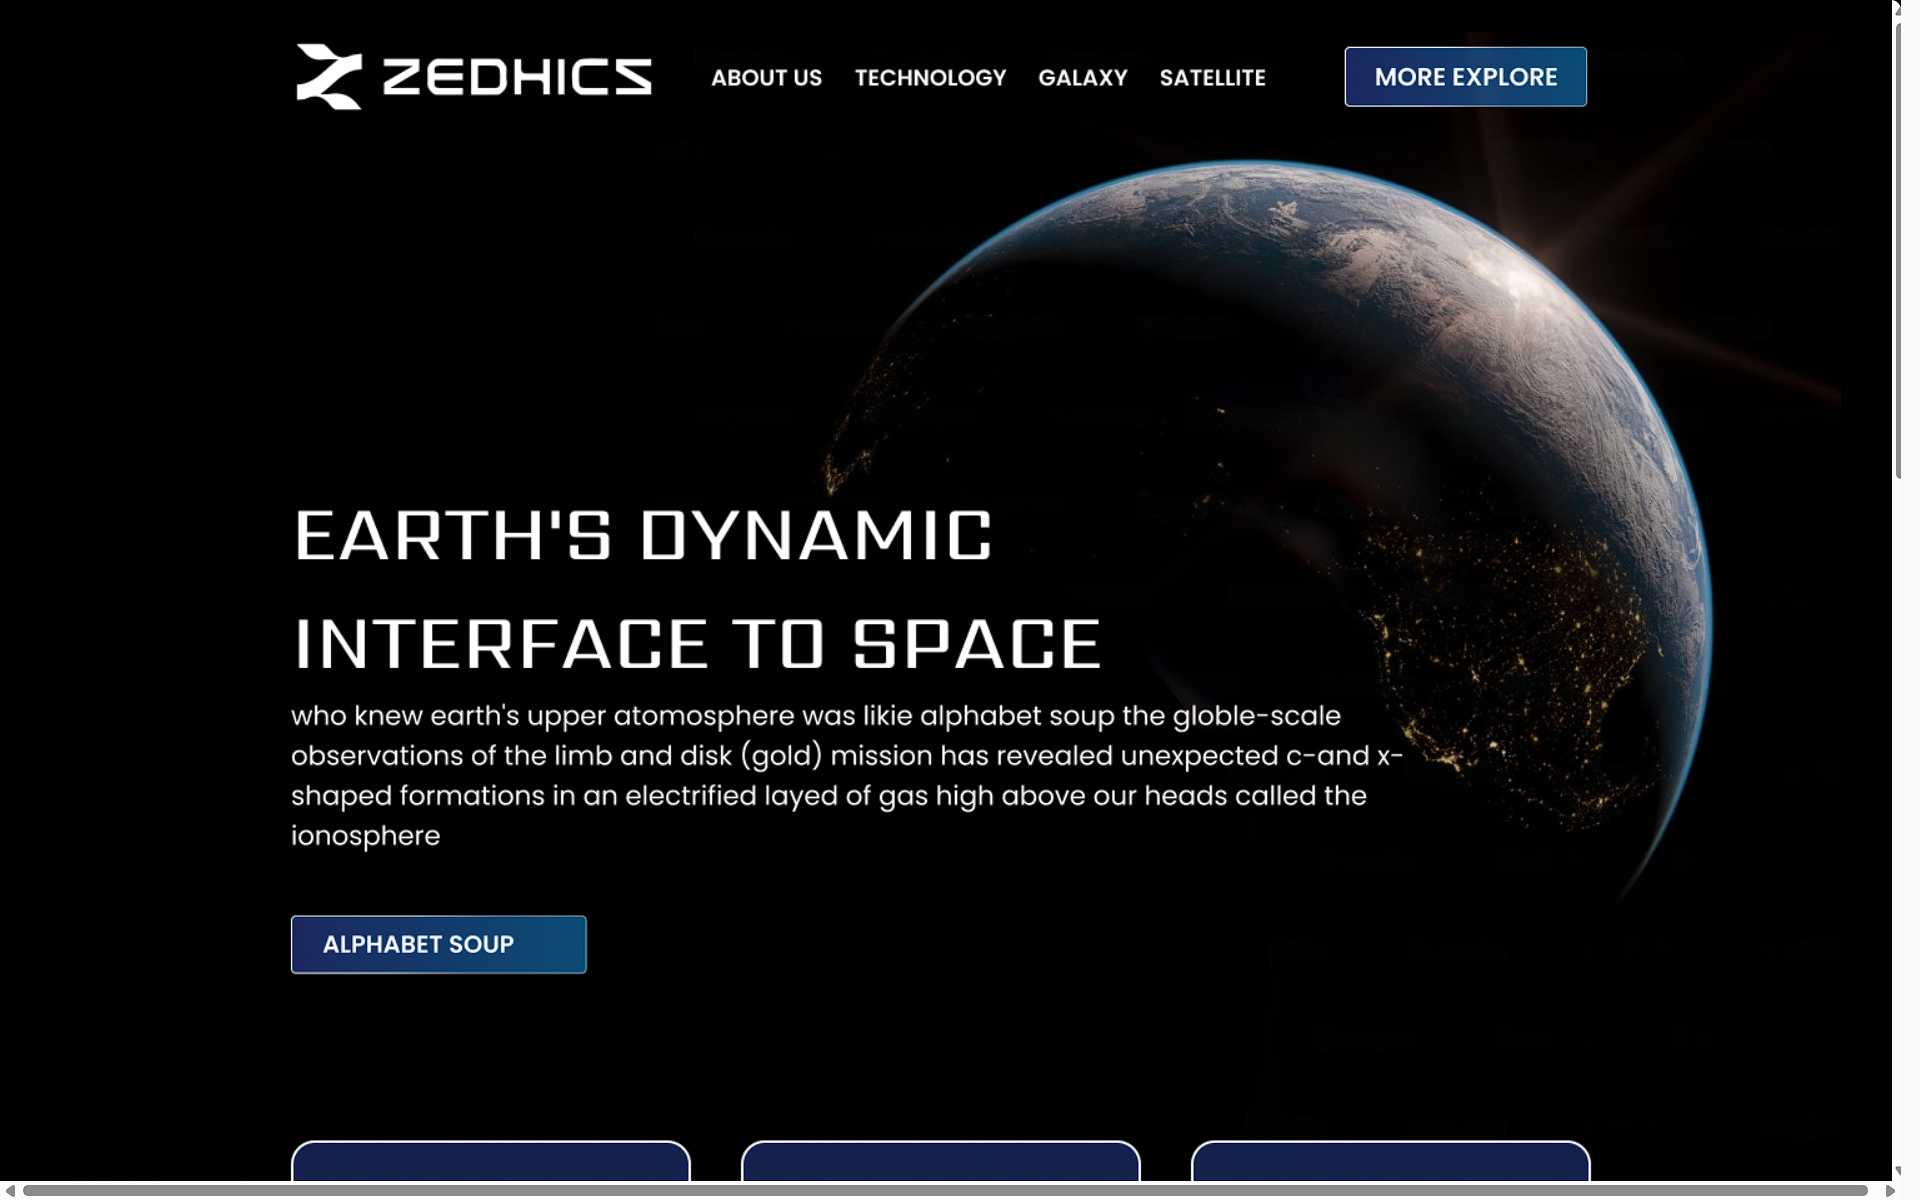 ZEDHICS
ABOUT US TECHNOLOGY GALAXY SATELLITE MORE EXPLORE
EARTH'S DYNAMIC
INTERFACE TO SPACE
who knew earth's upper atomosphere was likie alphabet soup the globle-scale
observations of the limb and disk (gold) mission has revealed unexpected c-and x-
shaped formations in an electrified layed of gas high above our heads called the
ionosphere
ALPHABET SOUP